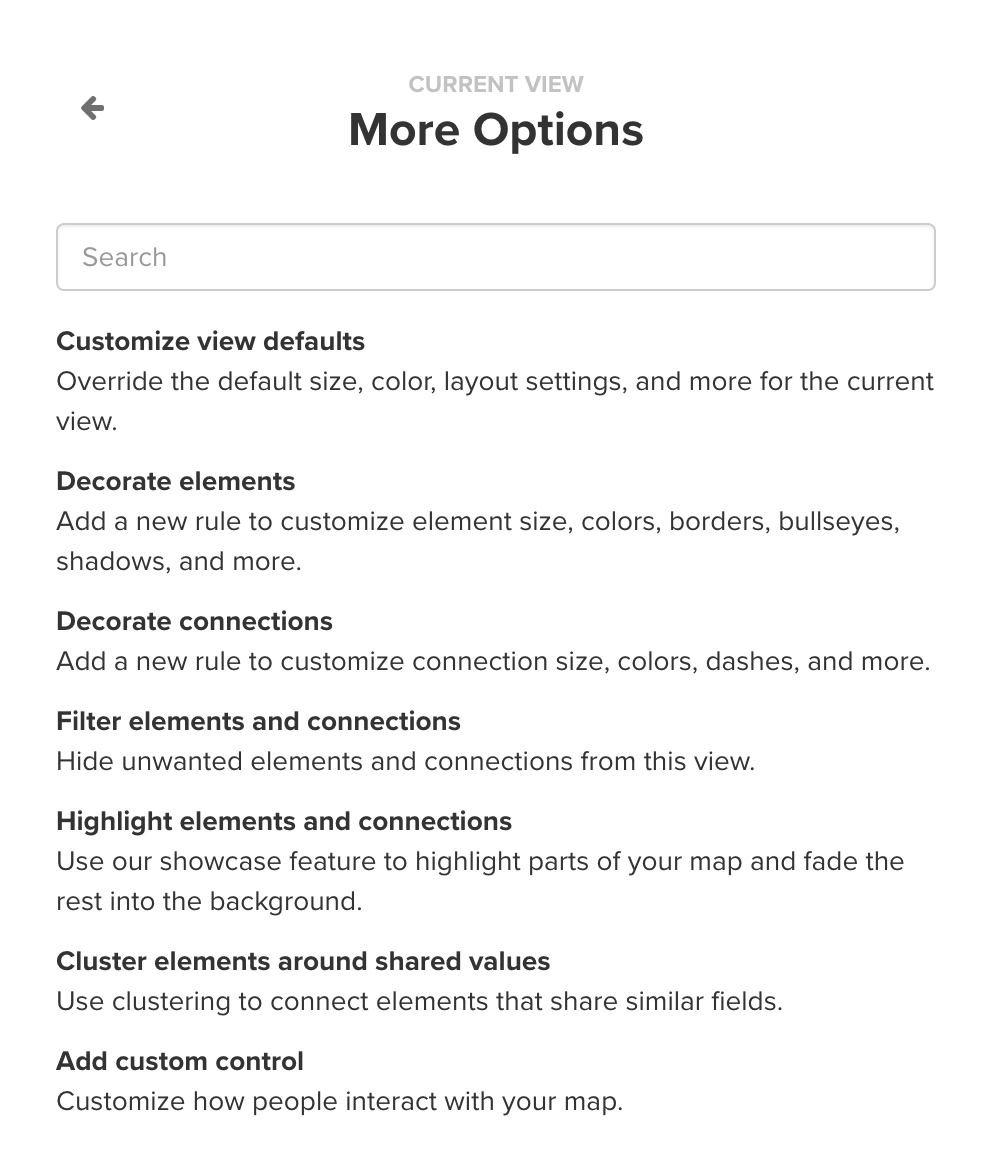 CURRENT VIEW
More Options
Search
Customize view defaults
Override the default size, color, layout settings, and more for the current
view.
Decorate elements
Add a new rule to customize element size, colors, borders, bullseyes,
shadows, and more.
Decorate connections
Add a new rule to customize connection size, colors, dashes, and more.
Filter elements and connections
Hide unwanted elements and connections from this view.
Highlight elements and connections
Use our showcase feature to highlight parts of your map and fade the
rest into the background.
Cluster elements around shared values
Use clustering to connect elements that share similar fields.
Add custom control
Customize how people interact with your map.